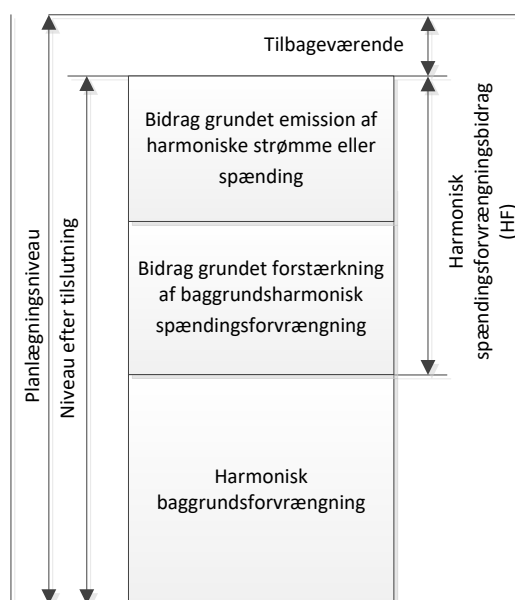 Tilbageværende
Bidrag grundet emission af
harmoniske strømme eller
spænding
Bidrag grundet forstærkning
af baggrundsharmonisk
spændingsforvrængning
Harmonisk
baggrundsforvrængning
Planlægningsniveau
Niveau efter tilslutning
Harmonisk
spændingsforvrængningsbidrag
(HF)